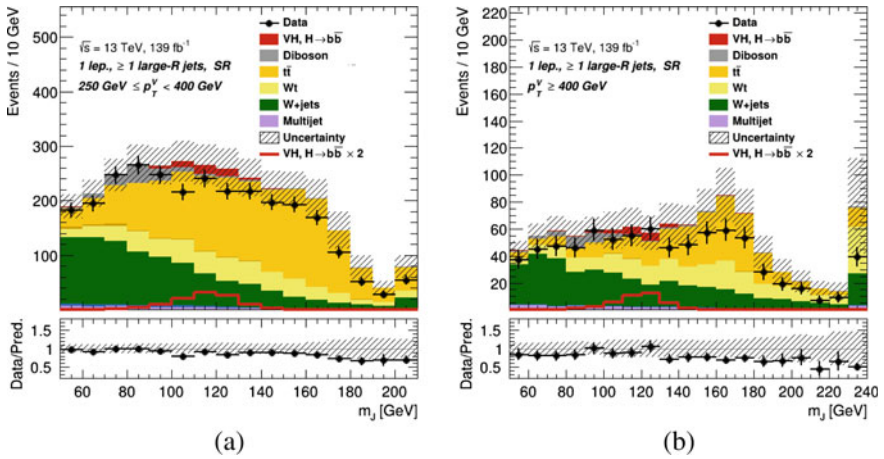 Events / 10 GeV
550
500
400
300
200
100
√s = 13 TeV, 139 fb⁻¹
1 lep., ≥ 1 large-R jets, SR
250 GeV ≤ p_T^V < 400 GeV
Data
VH, H→bb̄
Diboson
tt̄
Wt
W+jets
Multijet
Uncertainty
VH, H→bb̄ × 2
Data/Pred.
1.5
1
0.5
60 80 100 120 140 160 180 200
m_J [GeV]
(a)
Events / 10 GeV
220
200
180
160
140
120
100
80
60
40
20
√s = 13 TeV, 139 fb⁻¹
1 lep., ≥ 1 large-R jets, SR
p_T^V ≥ 400 GeV
Data
VH, H→bb̄
Diboson
tt̄
Wt
W+jets
Multijet
Uncertainty
VH, H→bb̄ × 2
Data/Pred.
1.5
1
0.5
60 80 100 120 140 160 180 200 220 240
m_J [GeV]
(b)